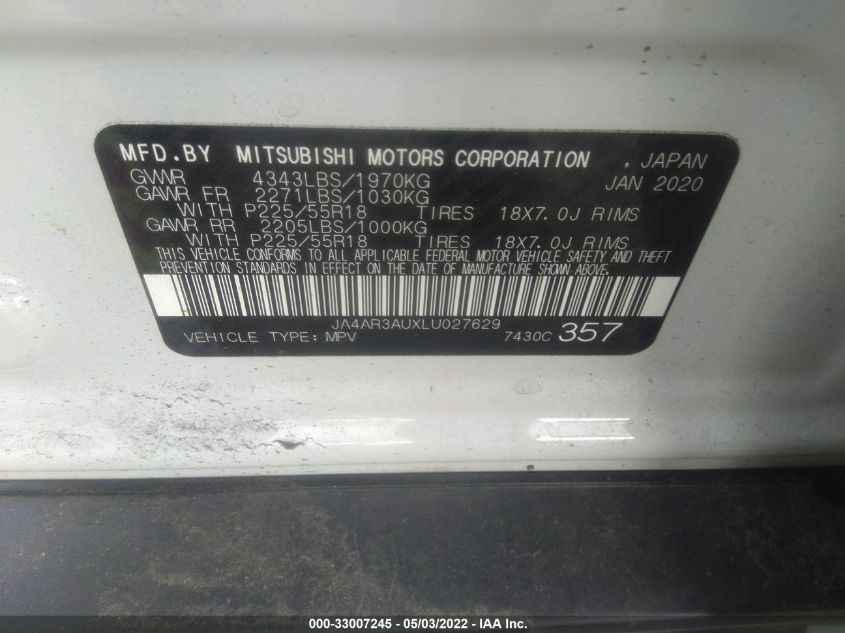 MFD.BY MITSUBISHI MOTORS CORPORATION . JAPAN
GVWR 4343LBS/1970KG JAN 2020
GAWR FR 2271LBS/1030KG
WITH P225/55R18 TIRES 18X7.0J RIMS
GAWR RR 2205LBS/1000KG
WITH P225/55R18 TIRES 18X7.0J RIMS
THIS VEHICLE CONFORMS TO ALL APPLICABLE FEDERAL MOTOR VEHICLE SAFETY AND THEFT
PREVENTION STANDARDS IN EFFECT ON THE DATE OF MANUFACTURE SHOWN ABOVE.
JA4AR3AUXLU027629
VEHICLE TYPE:MPV 7430C 357
000-33007245 - 05/03/2022 - IAA Inc.